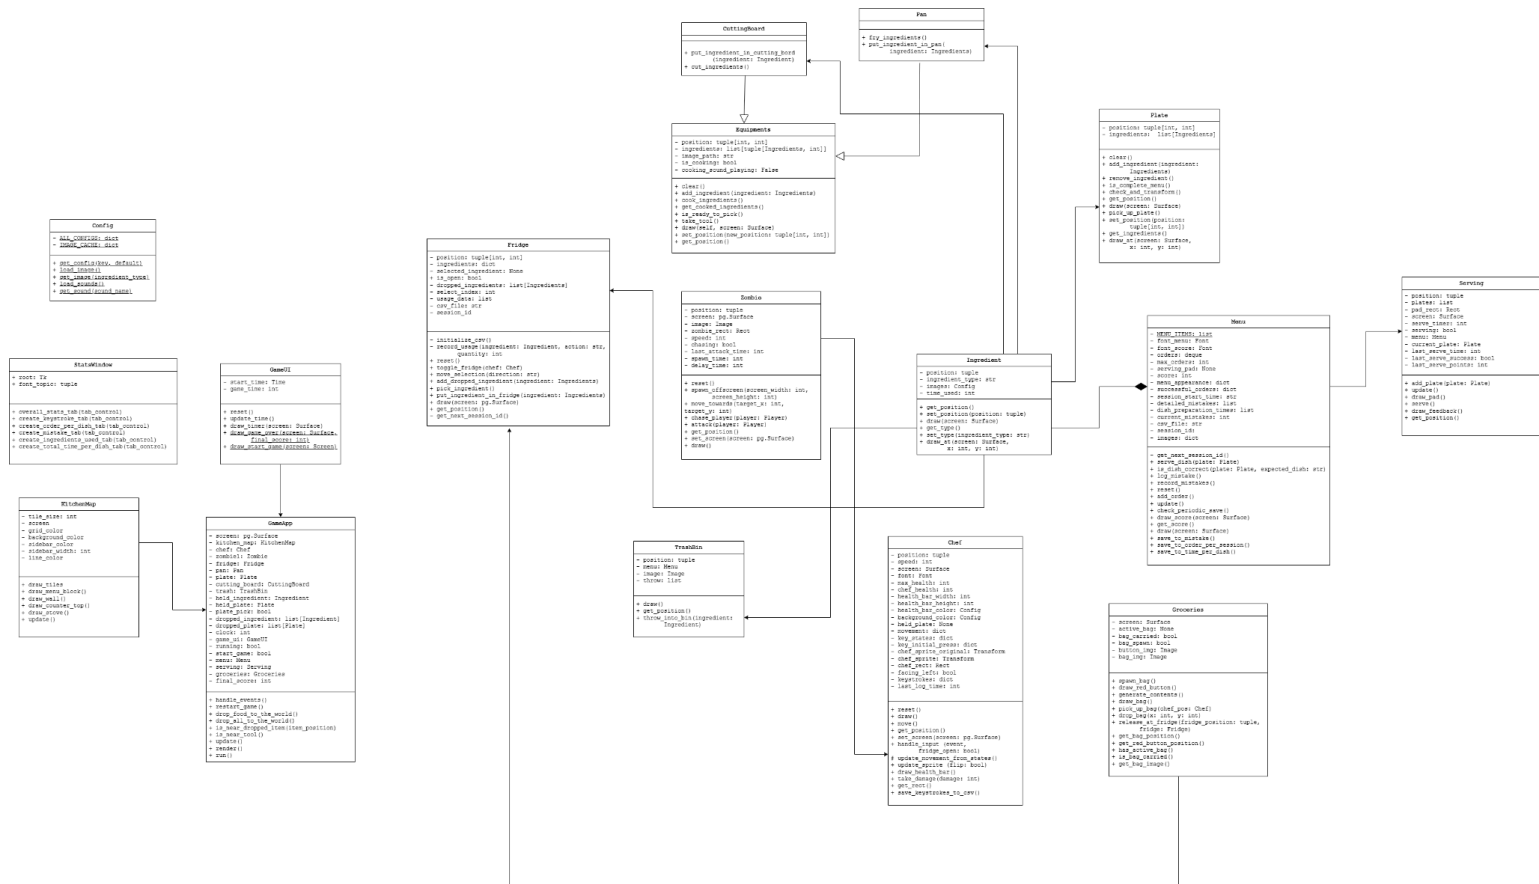 CuttingBoard
+ put_ingredient_in_cutting_bord
(ingredient: Ingredient)
+ cut_ingredients()
Pan
+ fry_ingredients()
+ put_ingredient_in_pan(
ingredient: Ingredients)
Equipments
- position: tuple[int, int]
- ingredients: list[tuple[Ingredients, int]]
- image_path: str
- is_cooking: bool
- cooking_sound_playing: False
+ clear()
+ add_ingredient(ingredient: Ingredients)
+ cook_ingredients()
+ get_cooked_ingredients()
+ is_ready_to_pick()
+ take_tool()
+ draw(self, screen: Surface)
+ set_position(new_position: tuple[int, int])
+ get_position()
Plate
- position: tuple[int, int]
- ingredients: list[Ingredients]
+ clear()
+ add_ingredient(ingredient:
Ingredients)
+ remove_ingredient()
+ is_complete_menu()
+ check_and_transform()
+ get_position()
+ draw(screen: Surface)
+ pick_up_plate()
+ set_position(position:
tuple[int, int])
+ get_ingredients()
+ draw_at(screen: Surface,
x: int, y: int)
Config
- ALL_CONFIGS: dict
- IMAGE_CACHE: dict
+ get_config(key, default)
+ load_image()
+ get_image(ingredient_type)
+ load_sounds()
+ get_sound(sound_name)
Fridge
- position: tuple[int, int]
- ingredients: dict
- selected_ingredient: None
+ is_open: bool
- dropped_ingredients: list[Ingredients]
- select_index: int
- usage_data: list
- csv_file: str
- session_id
- initialise_csv()
- record_usage(ingredient: Ingredient, action: str,
quantity: int
+ reset()
+ toggle_fridge(chef: Chef)
+ move_selection(direction: str)
+ add_dropped_ingredient(ingredient: Ingredients)
+ pick_ingredient()
+ put_ingredient_in_fridge(ingredient: Ingredients)
+ draw(screen: pg.Surface)
+ get_position()
- get_next_session_id()
Zombie
- position: tuple
- screen: pg.Surface
+ image: Image
+ zombie_rect: Rect
- speed: int
- chasing: bool
- last_attack_time: int
- spawn_time: int
- delay_time: int
+ reset()
+ spawn_offscreen(screen_width: int,
screen_height: int)
+ move_towards(target_x: int,
target_y: int)
+ chase_player(player: Player)
+ attack(player: Player)
+ get_position()
+ set_screen(screen: pg.Surface)
+ draw()
Ingredient
- position: tuple
- ingredient_type: str
- images: Config
- time_used: int
+ get_position()
+ set_position(position: tuple)
+ draw(screen: Surface)
+ get_type()
+ set_type(ingredient_type: str)
+ draw_at(screen: Surface,
x: int, y: int)
Menu
- MENU_ITEMS: list
- font_menu: Font
- font_score: Font
- orders: deque
- max_orders: int
- serving_pad: None
- score: int
- menu_appearance: dict
- successful_orders: dict
- session_start_time: str
- detailed_mistakes: list
- dish_preparation_times: list
- current_mistakes: int
- csv_file: str
- session_id:
- images: dict
- get_next_session_id()
+ serve_dish(plate: Plate)
+ is_dish_correct(plate: Plate, expected_dish: str)
+ log_mistake()
+ record_mistakes()
+ reset()
+ add_order()
+ update()
+ check_periodic_save()
+ draw_score(screen: Surface)
+ get_score()
+ draw(screen: Surface)
+ save_to_mistake()
+ save_to_order_per_session()
+ save_to_time_per_dish()
Serving
- position: tuple
- plates: list
- pad_rect: Rect
- screen: Surface
- serve_timer: int
- serving: bool
- menu: Menu
- current_plate: Plate
- last_serve_time: int
- last_serve_success: bool
- last_serve_points: int
+ add_plate(plate: Plate)
+ update()
+ draw_pad()
+ serve()
+ draw_feedback()
+ get_position()
StatsWindow
+ root: Tk
+ font_topic: tuple
+ overall_stats_tab(tab_control)
+ create_keystroke_tab(tab_control)
+ create_order_per_dish_tab(tab_control)
+ create_mistake_tab(tab_control)
+ create_ingredients_used_tab(tab_control)
+ create_total_time_per_dish_tab(tab_control)
GameUI
- start_time: Time
- game_time: int
+ reset()
+ update_time()
+ draw_timer(screen: Surface)
+ draw_game_over(screen: Surface,
final_score: int)
+ draw_start_game(screen: Screen)
KitchenMap
- tile_size: int
- screen
- grid_color
- background_color
- sidebar_color
- sidebar_width: int
- line_color
+ draw_tiles
+ draw_menu_block()
+ draw_wall()
+ draw_counter_top()
+ draw_stove()
+ update()
GameApp
- screen: pg.Surface
- kitchen_map: KitchenMap
- chef: Chef
- zombie1: Zombie
- fridge: Fridge
- pan: Pan
- plate: Plate
- cutting_board: CuttingBoard
- trash: TrashBin
- held_ingredient: Ingredient
- held_plate: Plate
- plate_pick: bool
- dropped_ingredient: list[Ingredient]
- dropped_plate: list[Plate]
- clock: int
- game_ui: GameUI
- running: bool
- start_game: bool
- menu: Menu
- serving: Serving
- groceries: Groceries
- final_score: int
+ handle_events()
+ restart_game()
+ drop_food_to_the_world()
+ drop_all_to_the_world()
+ is_near_dropped_item(item_position)
+ is_near_tool()
+ update()
+ render()
+ run()
TrashBin
- position: tuple
- menu: Menu
- image: Image
- throw: list
+ draw()
+ get_position()
+ throw_into_bin(ingredient:
Ingredient)
Chef
- position: tuple
- speed: int
- screen: Surface
- font: Font
- max_health: int
- chef_health: int
- health_bar_width: int
- health_bar_height: int
- health_bar_color: Config
- background_color: Config
- held_plate: None
- movement: dict
- key_states: dict
- key_initial_press: dict
- chef_sprite_original: Transform
- chef_sprite: Transform
- chef_rect: Rect
- facing_left: bool
- keystrokes: dict
- last_log_time: int
+ reset()
+ draw()
+ move()
+ get_position()
+ set_screen(screen: pg.Surface)
+ handle_input (event,
fridge_open: bool)
# update_movement_from_states()
+ update_sprite (flip: bool)
+ draw_health_bar()
+ take_damage(damage: int)
+ get_rect()
+ save_keystrokes_to_csv()
Groceries
- screen: Surface
- active_bag: None
- bag_carried: bool
- bag_spawn: bool
- button_img: Image
- bag_img: Image
+ spawn_bag()
+ draw_red_button()
+ generate_contents()
+ draw_bag()
+ pick_up_bag(chef_pos: Chef)
+ drop_bag(x: int, y: int)
+ release_at_fridge(fridge_position: tuple,
fridge: Fridge)
+ get_bag_position()
+ get_red_button_position()
+ has_active_bag()
+ is_bag_carried()
+ get_bag_image()